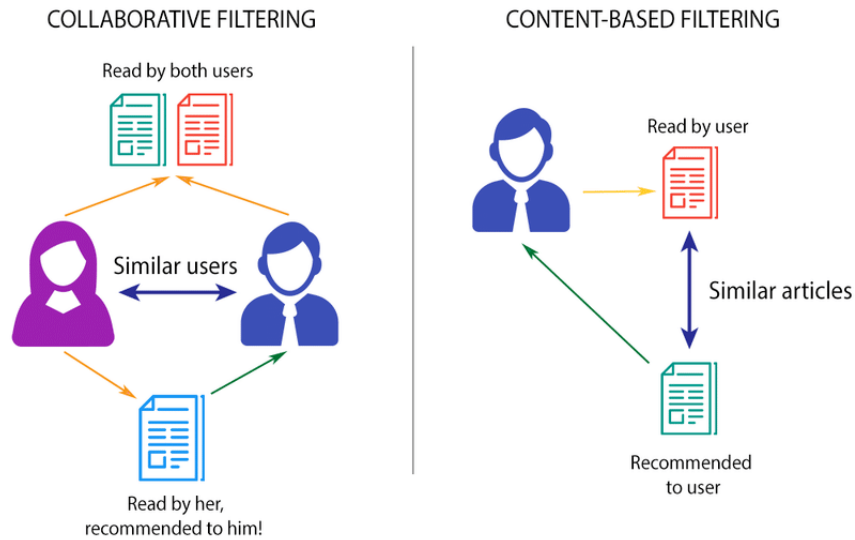 COLLABORATIVE FILTERING
Read by both users
Similar users
Read by her,
recommended to him!
CONTENT-BASED FILTERING
Read by user
Similar articles
Recommended
to user